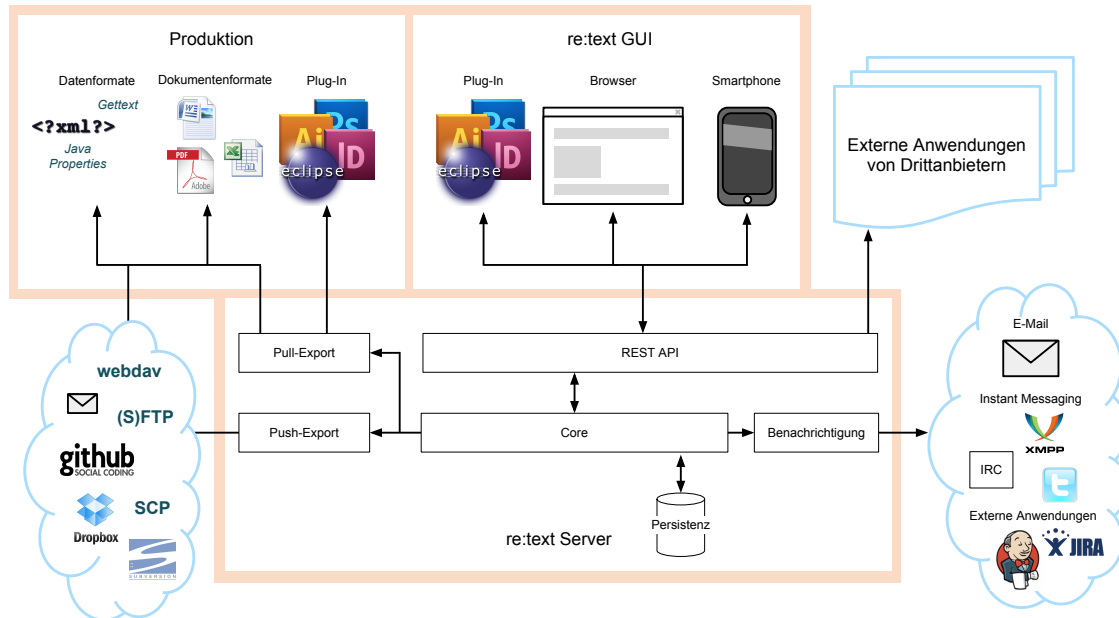 Produktion
Datenformate
Gettext
<?xml?>
Java
Properties
Dokumentenformate
W
PDF
Adobe
X
Plug-In
Ps
Ai
ID
eclipse
re:text GUI
Plug-In
Ps
Ai
ID
eclipse
Browser
Smartphone
Externe Anwendungen
von Drittanbietern
Pull-Export
REST API
Push-Export
Core
Benachrichtigung
Persistenz
re:text Server
webdav
(S)FTP
github
SOCIAL CODING
SCP
Dropbox
SUBVERSION
E-Mail
Instant Messaging
XMPP
IRC
t
Externe Anwendungen
JIRA